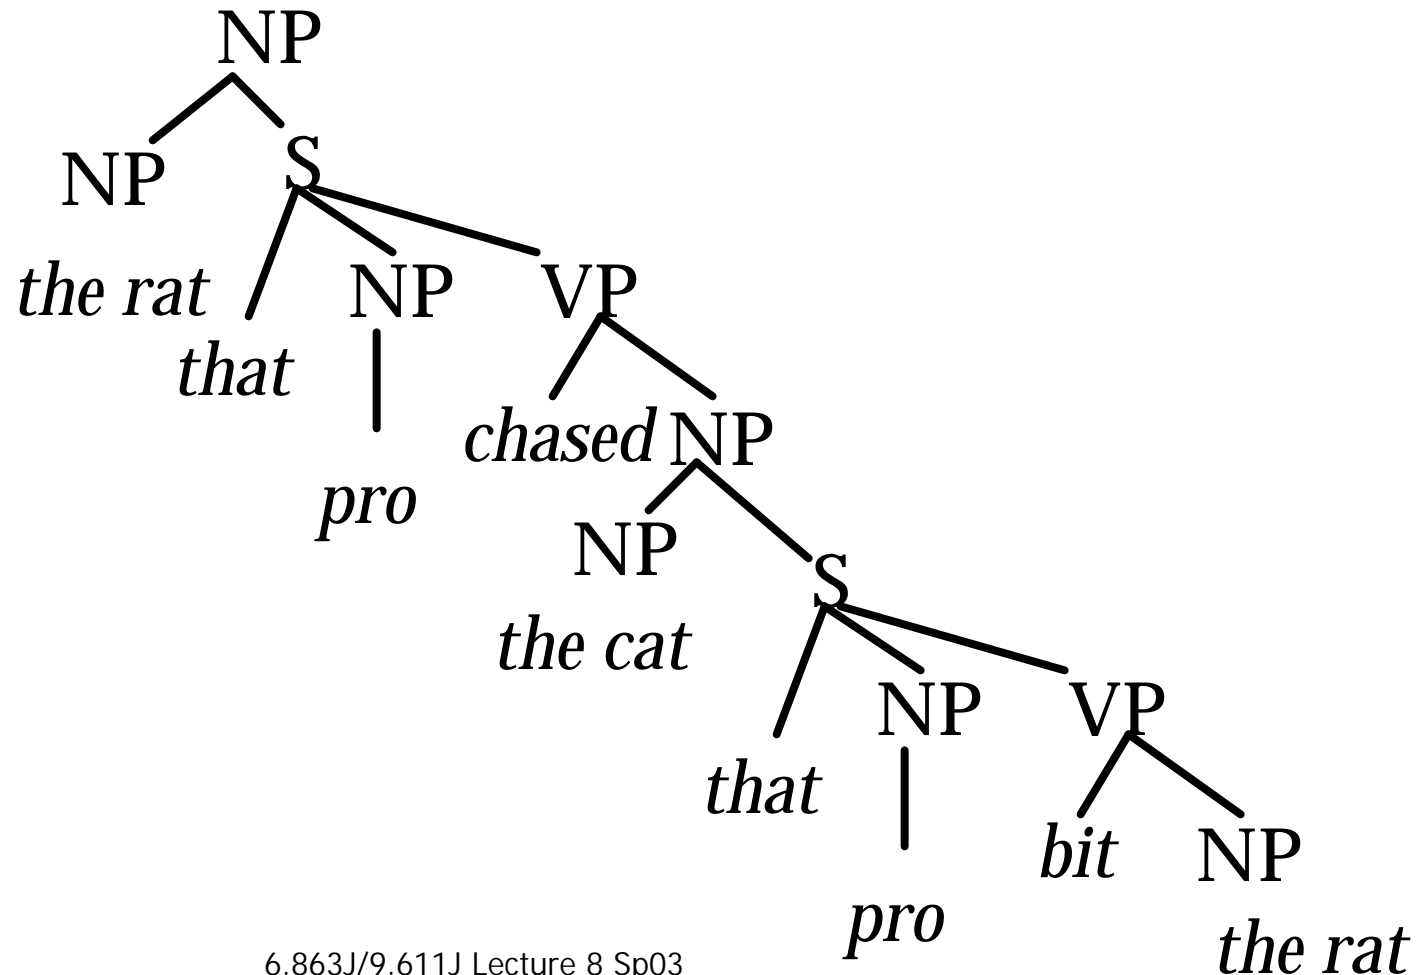 NP
NP S
the rat NP VP
that
chased NP
pro
NP
S
the cat
NP VP
that
bit NP
pro
the rat
6.863J/9.611J Lecture 8 Sp03